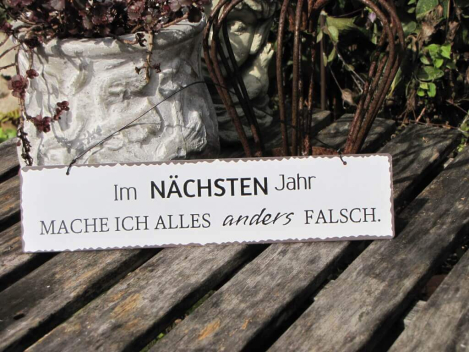 Im NÄCHSTEN Jahr
MACHE ICH ALLES anders FALSCH.